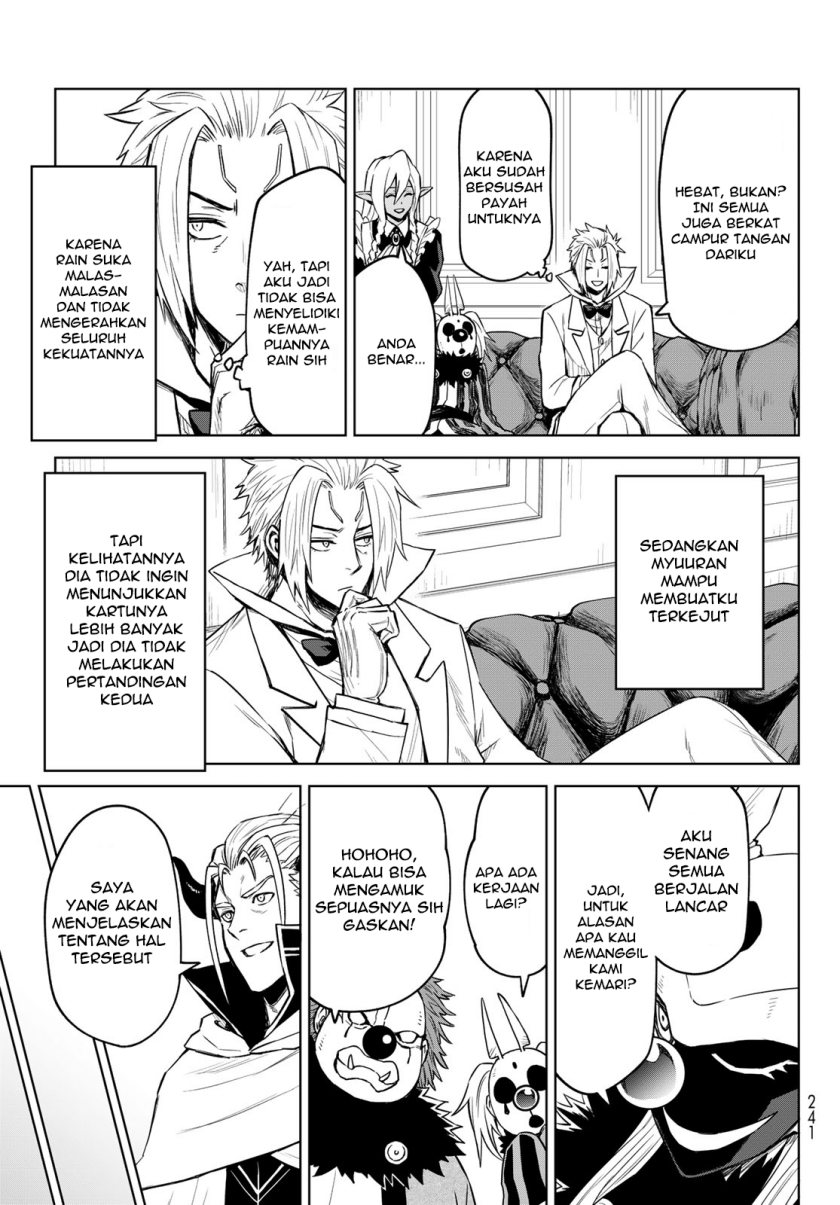 HEBAT, BUKAN?
INI SEMUA
JUGA BERKAT
CAMPUR TANGAN
DARIKU
KARENA
AKU SUDAH
BERSUSAH
PAYAH
UNTUKNYA
ANDA
BENAR...
YAH, TAPI
AKU JADI
TIDAK BISA
MENYELIDIKI
KEMAM-
PUANNYA
RAIN SIH
KARENA
RAIN SUKA
MALAS-
MALASAN
DAN TIDAK
MENGERAHKAN
SELURUH
KEKUATANNYA
SEDANGKAN
MYUURAN
MAMPU
MEMBUATKU
TERKEJUT
TAPI
KELIHATANNYA
DIA TIDAK INGIN
MENUNJUKKAN
KARTUNYA
LEBIH BANYAK
JADI DIA TIDAK
MELAKUKAN
PERTANDINGAN
KEDUA
AKU
SENANG
SEMUA
BERJALAN
LANCAR
JADI,
UNTUK
ALASAN
APA KAU
MEMANGGIL
KAMI
KEMARI?
APA ADA
KERJAAN
LAGI?
HOHOHO,
KALAU BISA
MENGAMUK
SEPUASNYA SIH
GASKAN!
SAYA
YANG AKAN
MENJELASKAN
TENTANG HAL
TERSEBUT
241